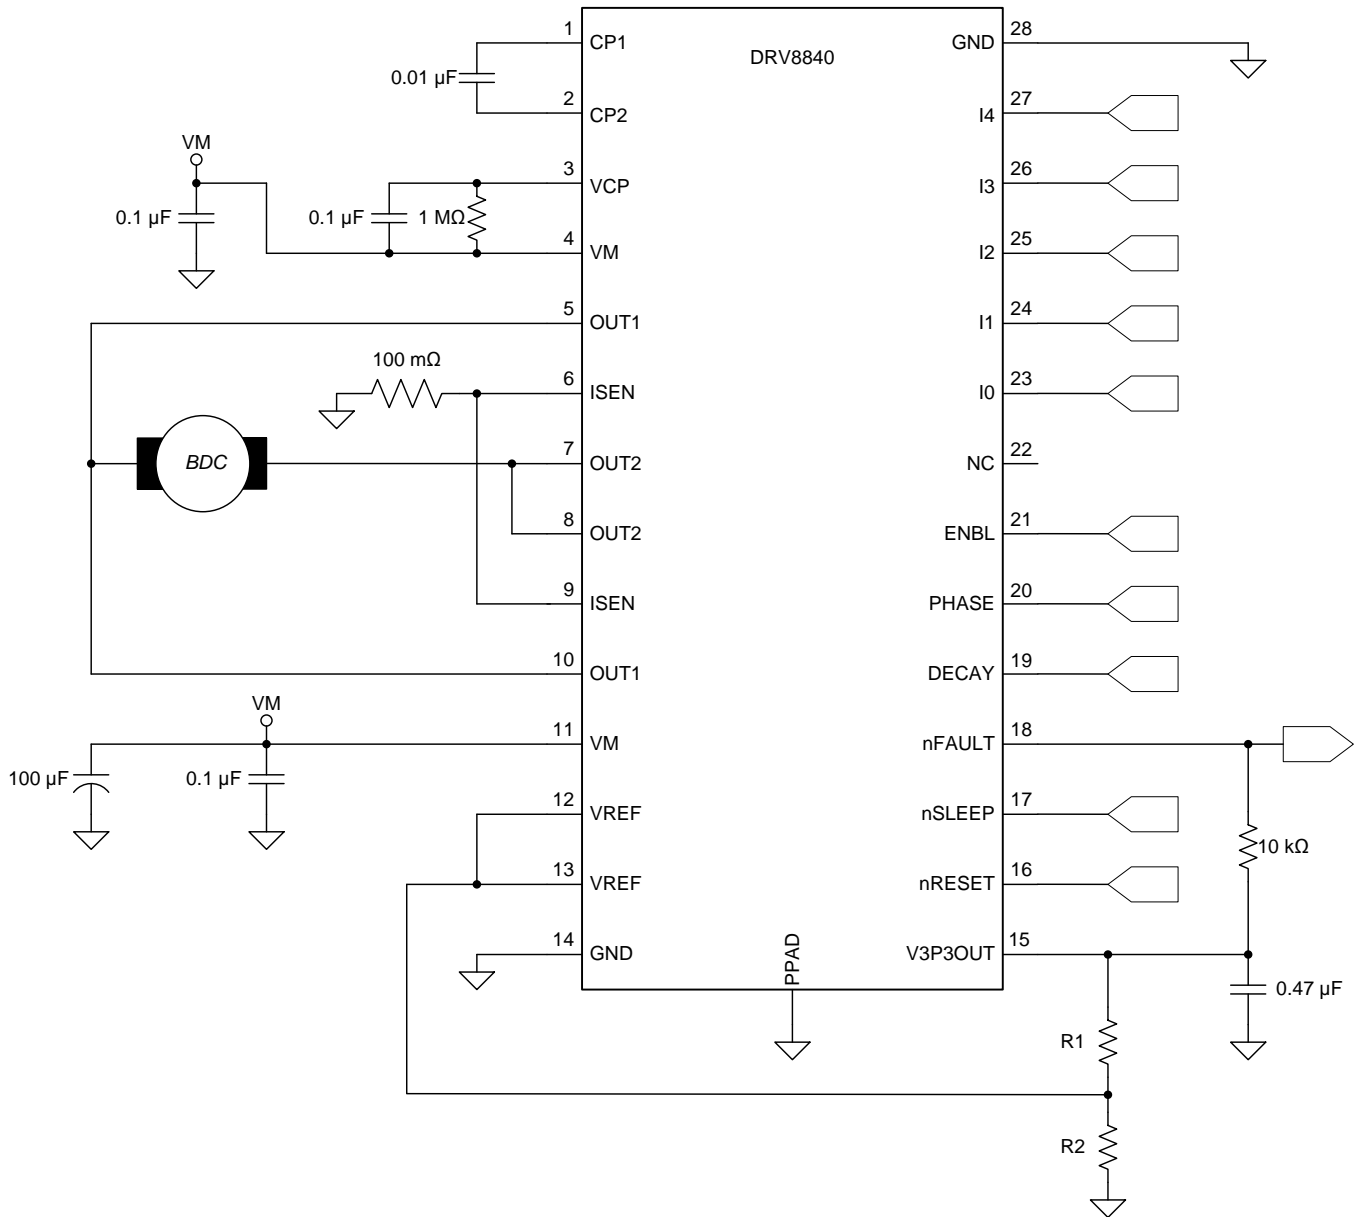 DRV8840
1
CP1
0.01 µF
2
CP2
VM
3
VCP
0.1 µF
0.1 µF
1 MΩ
4
VM
5
OUT1
100 mΩ
6
ISEN
BDC
7
OUT2
8
OUT2
9
ISEN
10
OUT1
VM
11
VM
100 µF
0.1 µF
12
VREF
13
VREF
14
GND
PPAD
28
GND
27
I4
26
I3
25
I2
24
I1
23
I0
22
NC
21
ENBL
20
PHASE
19
DECAY
18
nFAULT
17
nSLEEP
10 kΩ
16
nRESET
15
V3P3OUT
0.47 µF
R1
R2